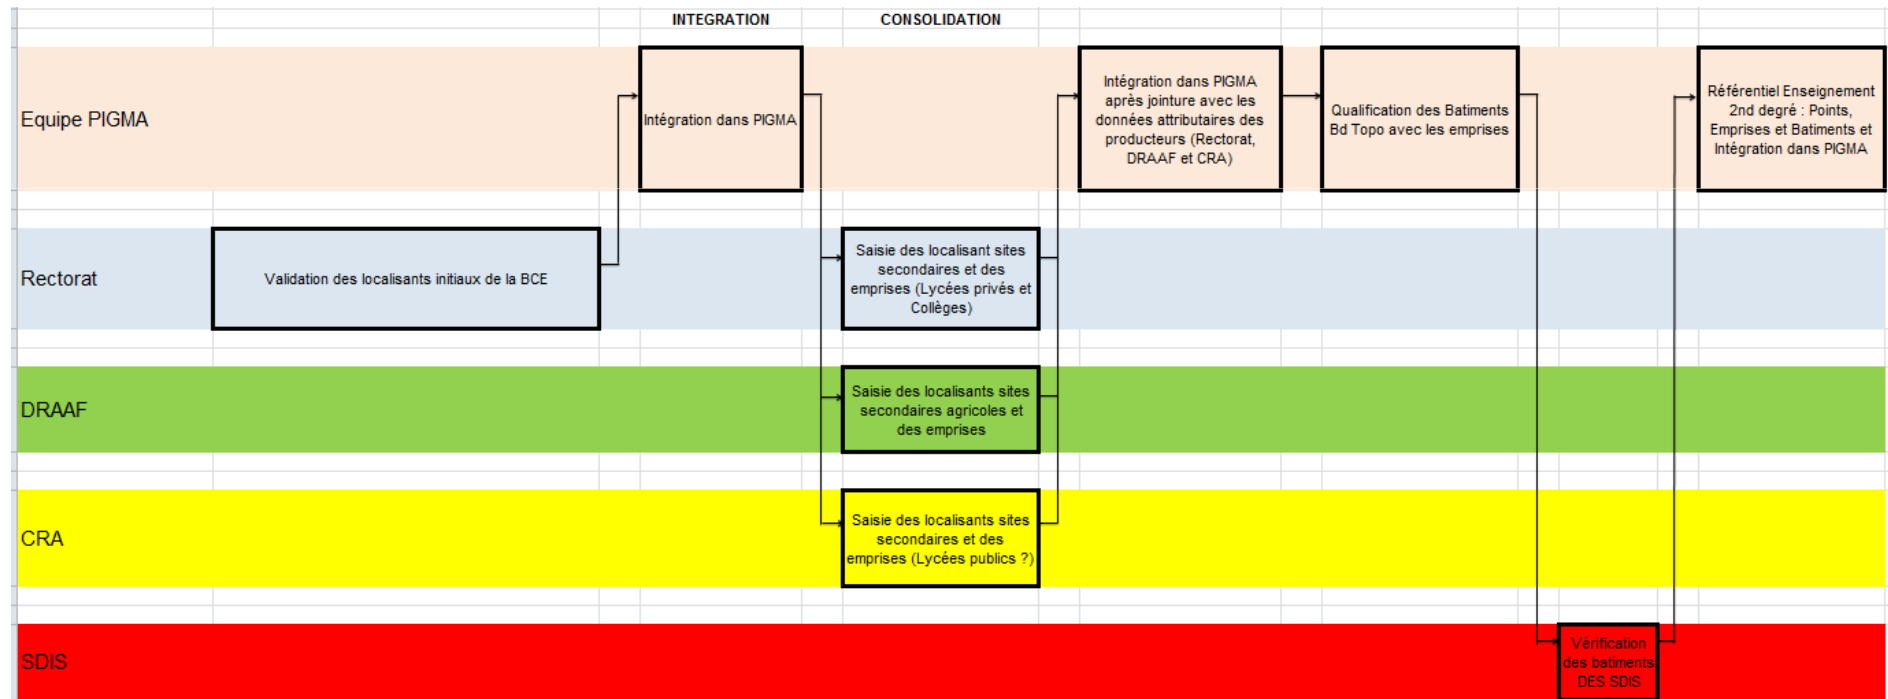 INTEGRATION
CONSOLIDATION
Equipe PIGMA
Intégration dans PIGMA
Intégration dans PIGMA
après jointure avec les
données attributaires des
producteurs (Rectorat,
DRAAF et CRA)
Qualification des Batiments
Bd Topo avec les emprises
Référentiel Enseignement
2nd degré : Points,
Emprises et Batiments et
Intégration dans PIGMA
Rectorat
Validation des localisants initiaux de la BCE
Saisie des localisant sites
secondaires et des
emprises (Lycées privés et
Collèges)
DRAAF
Saisie des localisants sites
secondaires agricoles et
des emprises
CRA
Saisie des localisants sites
secondaires et des
emprises (Lycées publics ?)
SDIS
Vérification
des batiments
DES SDIS